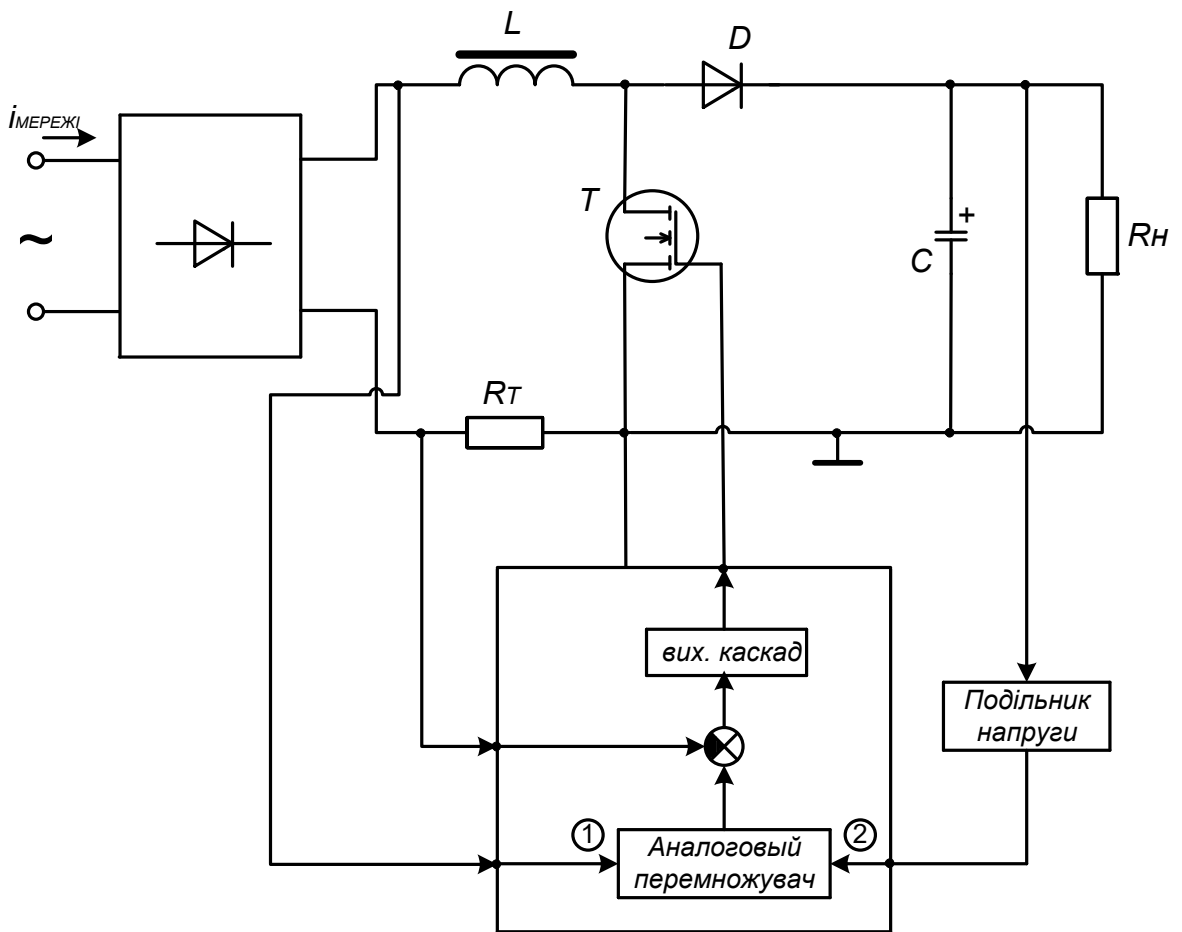 L
D
iМЕРЕЖІ
~
T
+
C
RН
RТ
вих. каскад
Подільник
напруги
1
2
Аналоговый
перемножувач